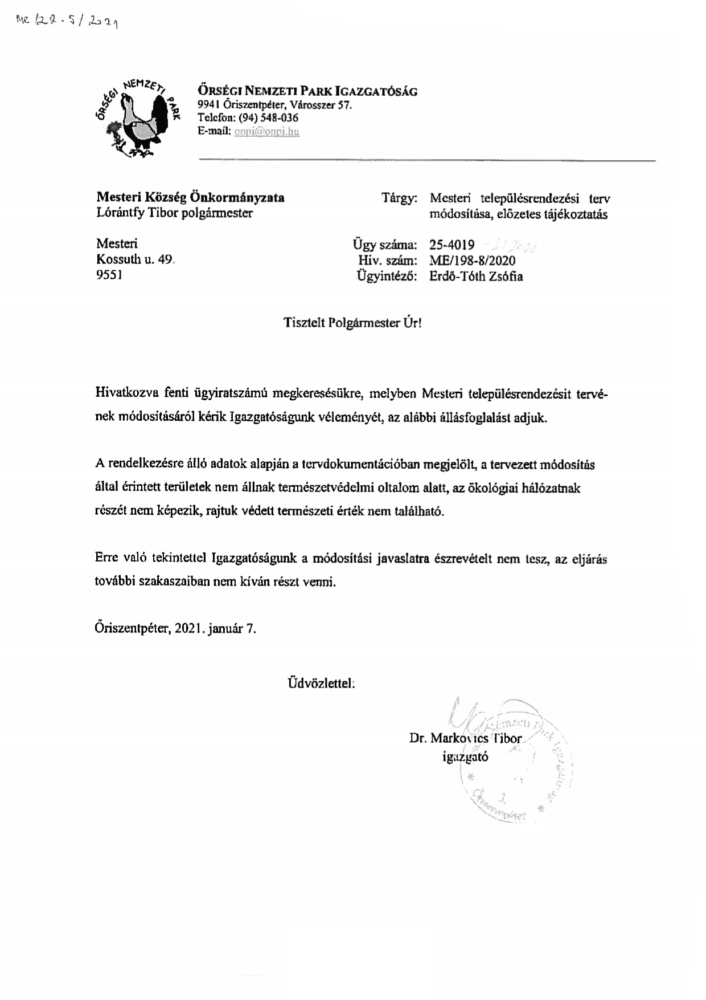 ME/22-5/2021
ŐRSÉGI NEMZETI PARK
ŐRSÉGI NEMZETI PARK IGAZGATÓSÁG
9941 Őriszentpéter, Városszer 57.
Telefon: (94) 548-036
E-mail: onpi@onpi.hu
Mesteri Község Önkormányzata
Lórántfy Tibor polgármester
Mesteri
Kossuth u. 49.
9551
Tárgy: Mesteri településrendezési terv
módosítása, előzetes tájékoztatás
Ügy száma: 25-4019 -2/2020
Hiv. szám: ME/198-8/2020
Ügyintéző: Erdő-Tóth Zsófia
Tisztelt Polgármester Úr!
Hivatkozva fenti ügyiratszámú megkeresésükre, melyben Mesteri településrendezésit tervé-
nek módosításáról kérik Igazgatóságunk véleményét, az alábbi állásfoglalást adjuk.
A rendelkezésre álló adatok alapján a tervdokumentációban megjelölt, a tervezett módosítás
által érintett területek nem állnak természetvédelmi oltalom alatt, az ökológiai hálózatnak
részét nem képezik, rajtuk védett természeti érték nem található.
Erre való tekintettel Igazgatóságunk a módosítási javaslatra észrevételt nem tesz, az eljárás
további szakaszaiban nem kíván részt venni.
Őriszentpéter, 2021. január 7.
Üdvözlettel:
Dr. Markovics Tibor
igazgató
Nemzeti Park Igazgatóság * Őriszentpéter *
3.